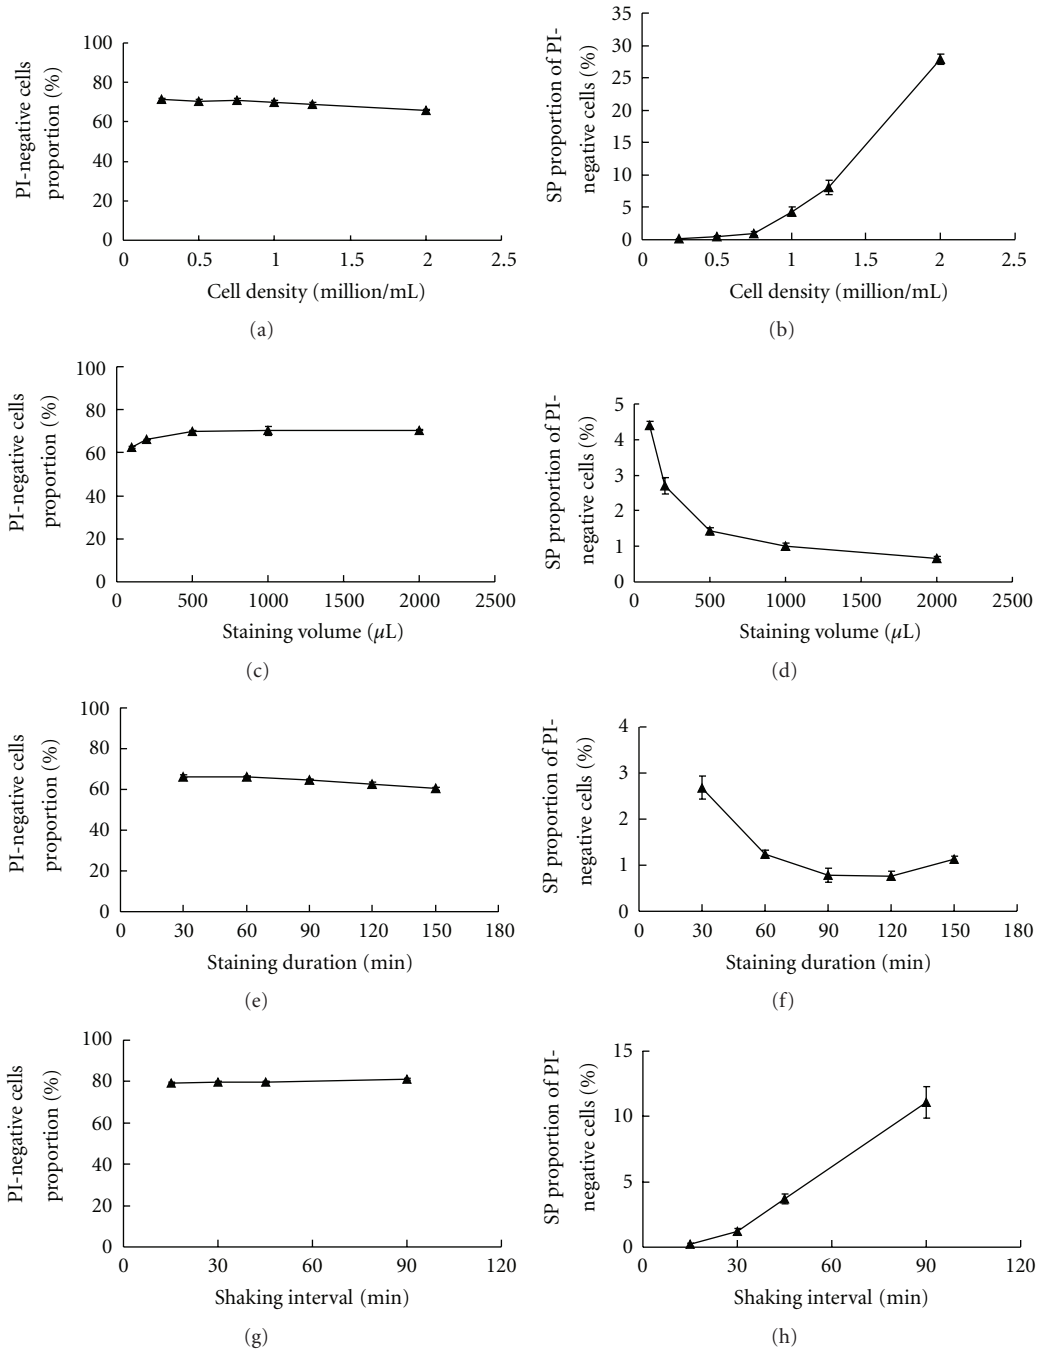 PI-negative cells
proportion (%)
100
80
60
40
20
0
0 0.5 1 1.5 2 2.5
Cell density (million/mL)
(a)
SP proportion of PI-
negative cells (%)
35
30
25
20
15
10
5
0
0 0.5 1 1.5 2 2.5
Cell density (million/mL)
(b)
PI-negative cells
proportion (%)
100
80
60
40
20
0
0 500 1000 1500 2000 2500
Staining volume (μL)
(c)
SP proportion of PI-
negative cells (%)
5
4
3
2
1
0
0 500 1000 1500 2000 2500
Staining volume (μL)
(d)
PI-negative cells
proportion (%)
100
80
60
40
20
0
0 30 60 90 120 150 180
Staining duration (min)
(e)
SP proportion of PI-
negative cells (%)
4
3
2
1
0
0 30 60 90 120 150 180
Staining duration (min)
(f)
PI-negative cells
proportion (%)
100
80
60
40
20
0
0 30 60 90 120
Shaking interval (min)
(g)
SP proportion of PI-
negative cells (%)
15
10
5
0
0 30 60 90 120
Shaking interval (min)
(h)